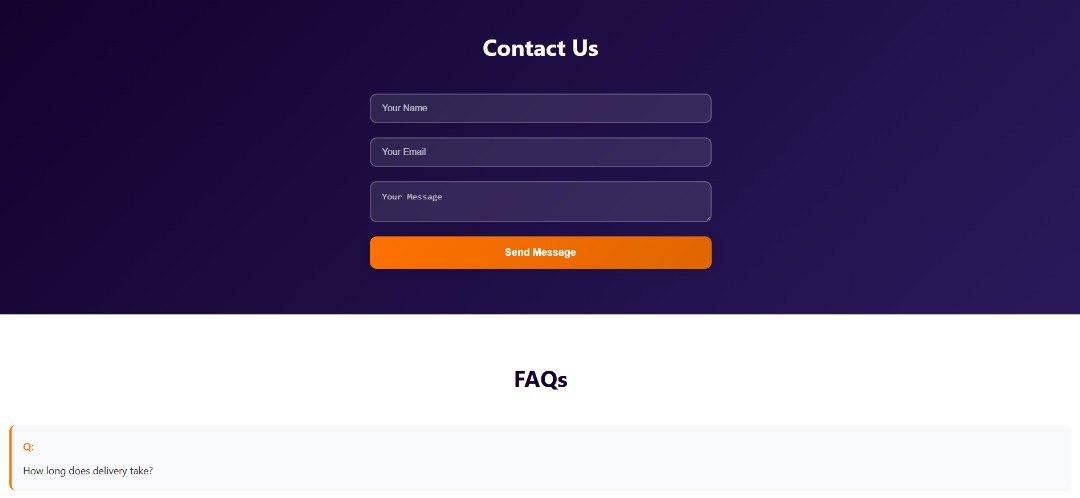 Contact Us
Your Name
Your Email
Your Message
Send Message
FAQs
Q:
How long does delivery take?